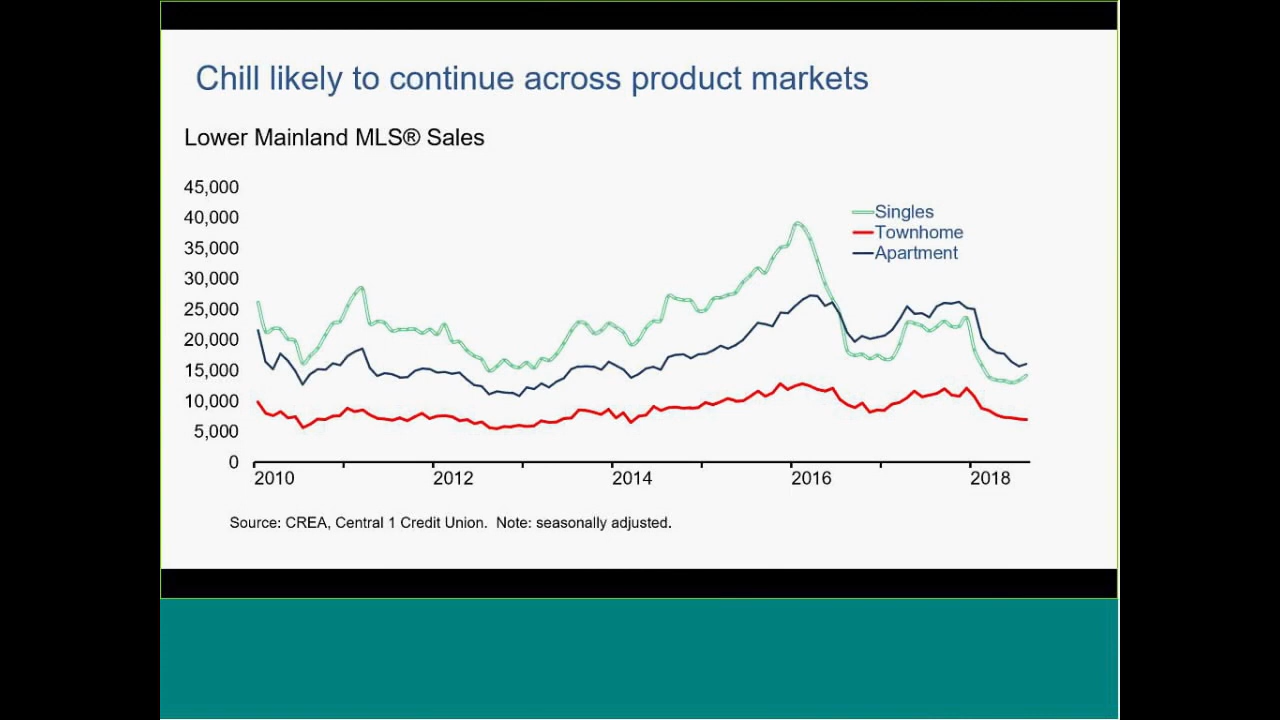 Chill likely to continue across product markets
Lower Mainland MLS® Sales
45,000
40,000
35,000
30,000
25,000
20,000
15,000
10,000
5,000
0
Singles
Townhome
Apartment
2010 2012 2014 2016 2018
Source: CREA, Central 1 Credit Union. Note: seasonally adjusted.